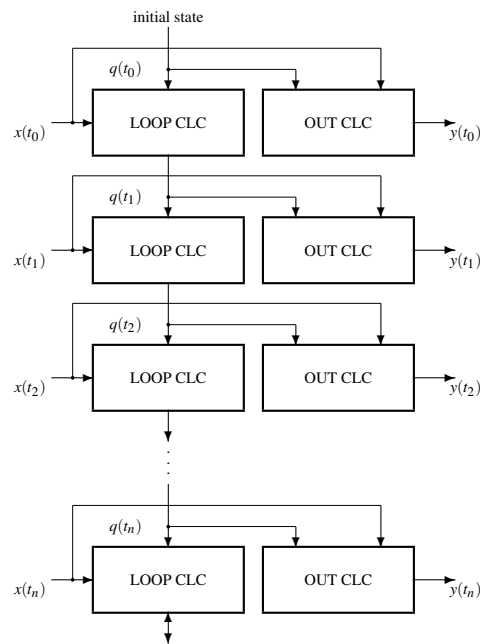 initial state
q(t₀)
x(t₀) LOOP CLC OUT CLC y(t₀)
q(t₁)
x(t₁) LOOP CLC OUT CLC y(t₁)
q(t₂)
x(t₂) LOOP CLC OUT CLC y(t₂)
q(tₙ)
x(tₙ) LOOP CLC OUT CLC y(tₙ)